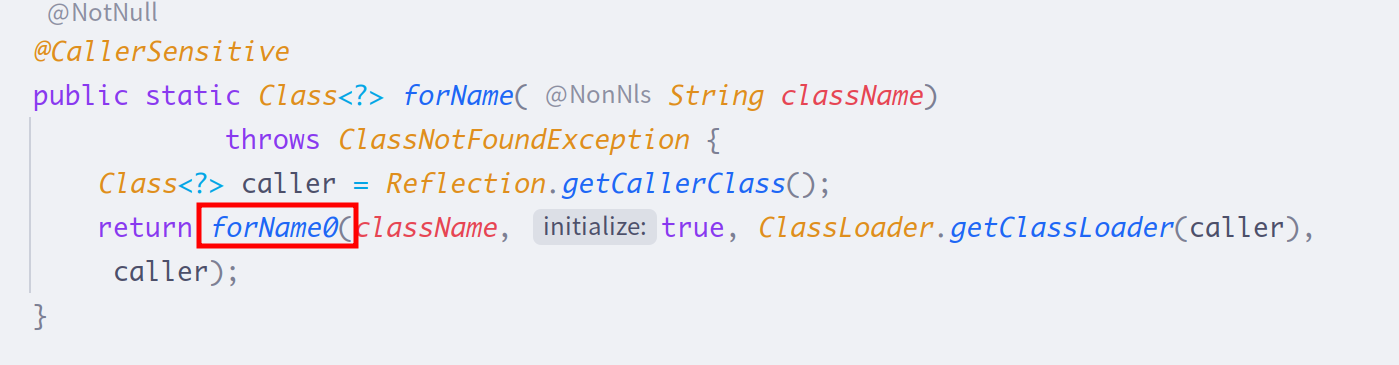 @NotNull
@CallerSensitive
public static Class<?> forName( @NonNls String className)
throws ClassNotFoundException {
Class<?> caller = Reflection.getCallerClass();
return forName0(className, initialize: true, ClassLoader.getClassLoader(caller),
caller);
}